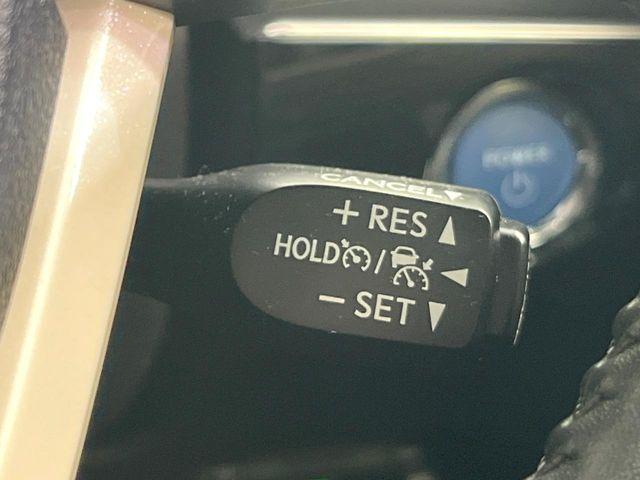 CANCEL
+ RES
HOLD /
- SET
POWER